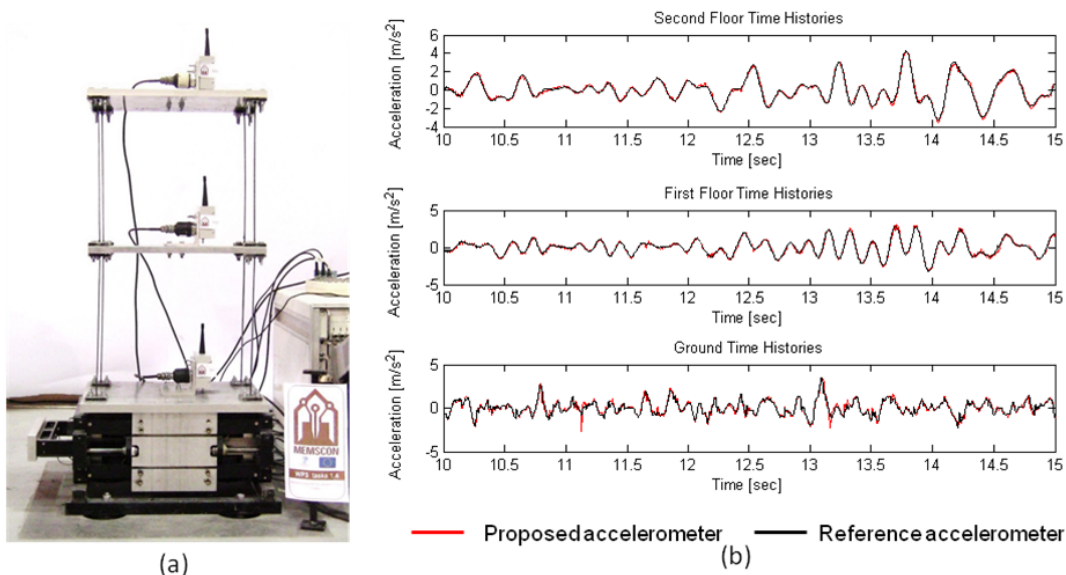 Second Floor Time Histories
Acceleration [m/s²]
6
4
2
0
-2
-4
10 10.5 11 11.5 12 12.5 13 13.5 14 14.5 15
Time [sec]
First Floor Time Histories
Acceleration [m/s²]
5
0
-5
10 10.5 11 11.5 12 12.5 13 13.5 14 14.5 15
Time [sec]
Ground Time Histories
Acceleration [m/s²]
5
0
-5
10 10.5 11 11.5 12 12.5 13 13.5 14 14.5 15
Time [sec]
MEMSCON
WP5 tasks 1,4
Proposed accelerometer Reference accelerometer
(a)
(b)